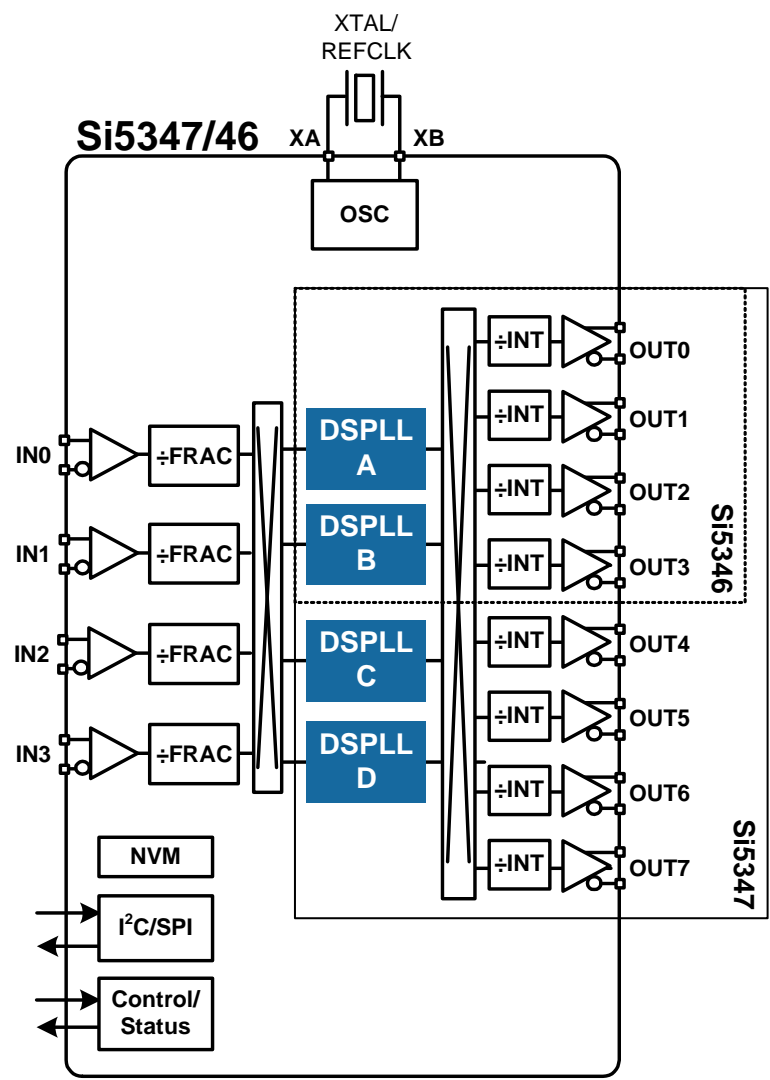 XTAL/
REFCLK
Si5347/46
XA
XB
OSC
IN0
÷FRAC
IN1
÷FRAC
IN2
÷FRAC
IN3
÷FRAC
DSPLL
A
DSPLL
B
DSPLL
C
DSPLL
D
÷INT
OUT0
÷INT
OUT1
÷INT
OUT2
÷INT
OUT3
÷INT
OUT4
÷INT
OUT5
÷INT
OUT6
÷INT
OUT7
Si5346
Si5347
NVM
I²C/SPI
Control/
Status